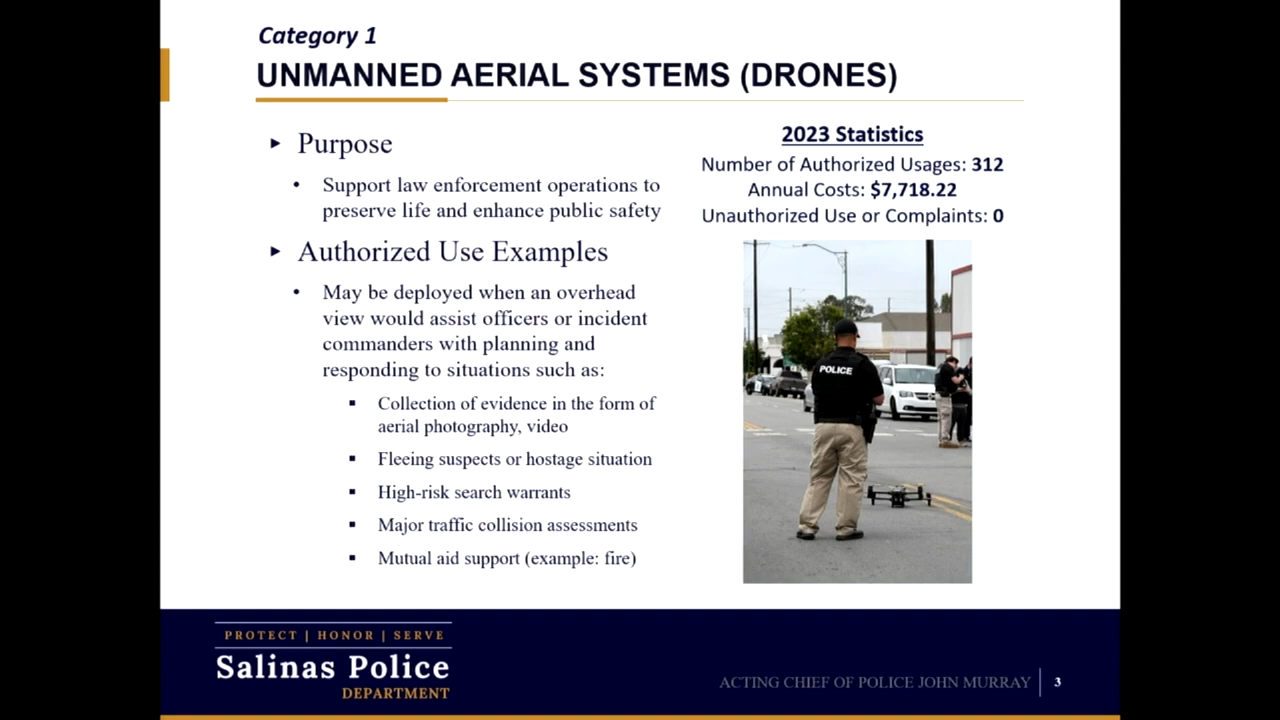 Category 1
UNMANNED AERIAL SYSTEMS (DRONES)
Purpose
Support law enforcement operations to
preserve life and enhance public safety
Authorized Use Examples
May be deployed when an overhead
view would assist officers or incident
commanders with planning and
responding to situations such as:
Collection of evidence in the form of
aerial photography, video
Fleeing suspects or hostage situation
High-risk search warrants
Major traffic collision assessments
Mutual aid support (example: fire)
2023 Statistics
Number of Authorized Usages: 312
Annual Costs: $7,718.22
Unauthorized Use or Complaints: 0
POLICE
PROTECT | HONOR | SERVE
Salinas Police
DEPARTMENT
ACTING CHIEF OF POLICE JOHN MURRAY
3